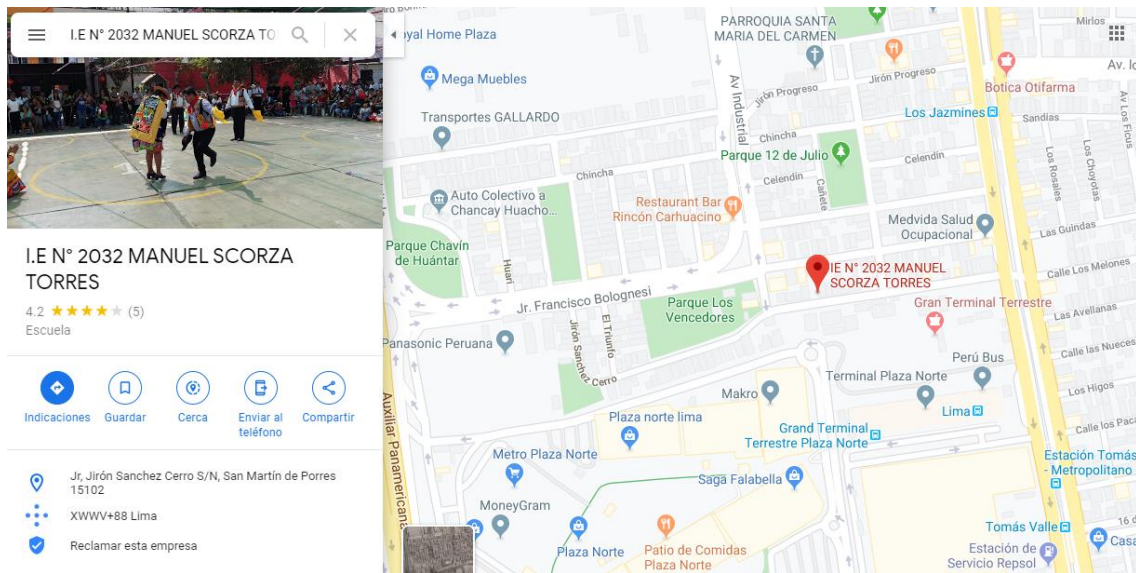 I.E N° 2032 MANUEL SCORZA TO
I.E N° 2032 MANUEL SCORZA
TORRES
4.2
(5)
Escuela
Indicaciones
Guardar
Cerca
Enviar al
teléfono
Compartir
Jr, Jirón Sanchez Cerro S/N, San Martín de Porres
15102
XWWV+88 Lima
Reclamar esta empresa
Home Plaza
Mega Muebles
Transportes GALLARDO
PARROQUIA SANTA
MARIA DEL CARMEN
Mirlos
Jirón Progreso
Jirón Progreso
Botica Otifarma
Av Industrial
Los Jazmines
Sandías
Av Los Ficus
Chincha
Chincha
Parque 12 de Julio
Celendín
Celendín
Cañete
Los Rosales
Los Choyotas
Auto Colectivo a
Chancay Huacho...
Restaurant Bar
Rincón Carhuacino
Medvida Salud
Ocupacional
Las Guindas
Parque Chavín
de Huántar
Huari
IE N° 2032 MANUEL
SCORZA TORRES
Calle Los Melones
Jr. Francisco Bolognesi
Parque Los
Vencedores
Gran Terminal Terrestre
Las Avellanas
Panasonic Peruana
Jirón Sanchez Cerro
El Triunfo
Perú Bus
Calle las Nueces
Terminal Plaza Norte
Makro
Los Higos
Lima
Plaza norte lima
Grand Terminal
Terrestre Plaza Norte
Auxiliar Panamericana
Metro Plaza Norte
Estación Tomás
- Metropolitano
Saga Falabella
MoneyGram
Tomás Valle
Plaza Norte
Patio de Comidas
Plaza Norte
Estación de
Servicio Repsol
Casa